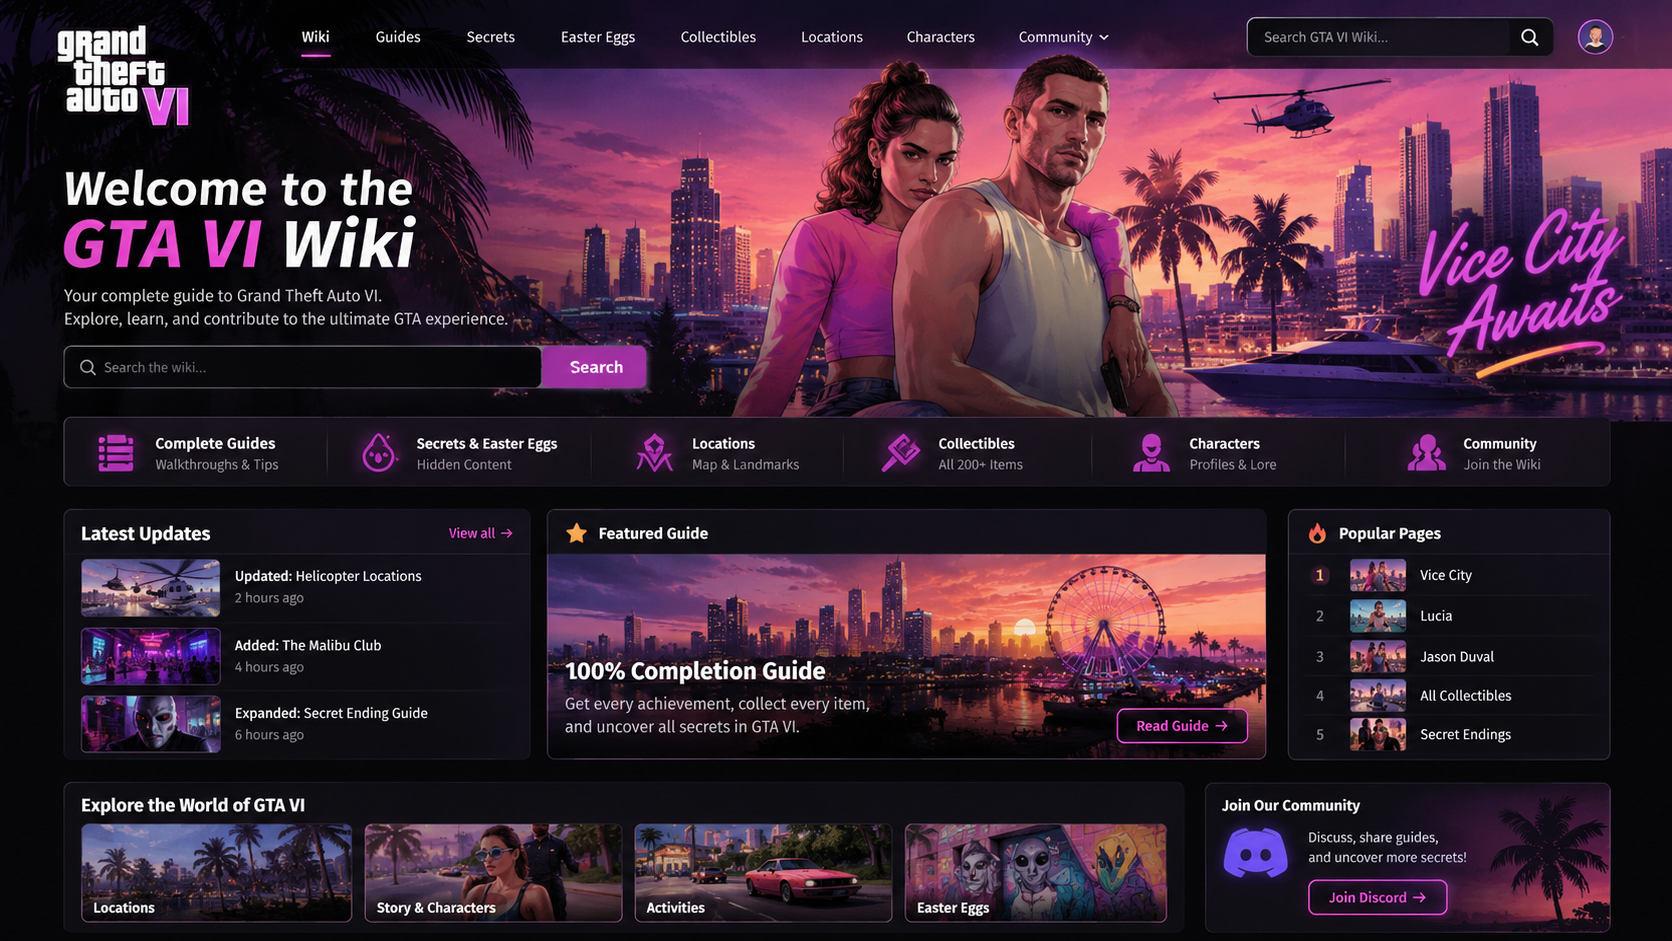 grand
theft
auto VI
Wiki
Guides
Secrets
Easter Eggs
Collectibles
Locations
Characters
Community
Search GTA VI Wiki...
Welcome to the
GTA VI Wiki
Your complete guide to Grand Theft Auto VI.
Explore, learn, and contribute to the ultimate GTA experience.
Search the wiki...
Search
Vice City
Awaits
Complete Guides
Walkthroughs & Tips
Secrets & Easter Eggs
Hidden Content
Locations
Map & Landmarks
Collectibles
All 200+ Items
Characters
Profiles & Lore
Community
Join the Wiki
Latest Updates
View all →
Updated: Helicopter Locations
2 hours ago
Added: The Malibu Club
4 hours ago
Expanded: Secret Ending Guide
6 hours ago
Featured Guide
100% Completion Guide
Get every achievement, collect every item,
and uncover all secrets in GTA VI.
Read Guide →
Popular Pages
1 Vice City
2 Lucia
3 Jason Duval
4 All Collectibles
5 Secret Endings
Explore the World of GTA VI
Locations
Story & Characters
Activities
Easter Eggs
Join Our Community
Discuss, share guides,
and uncover more secrets!
Join Discord →